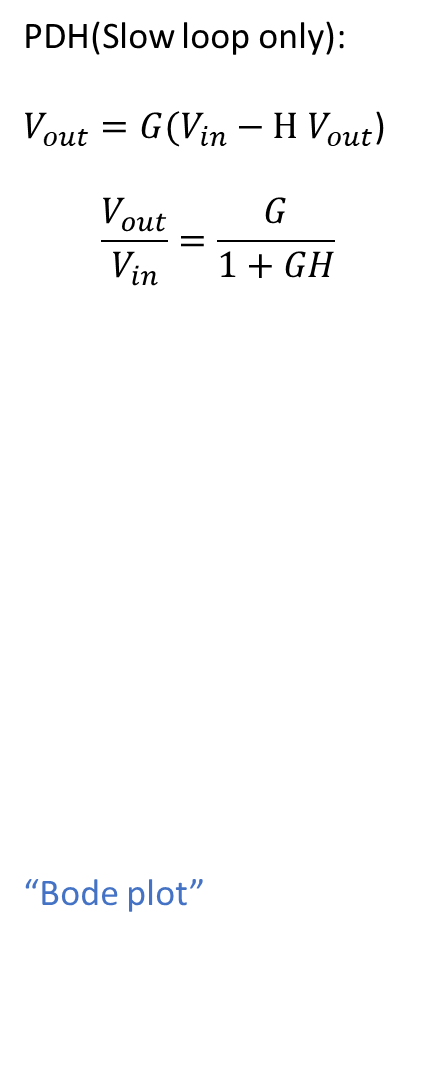 PDH(Slow loop only):
V_out = G(V_in − H V_out)
V_out / V_in = G / (1 + GH)
“Bode plot”